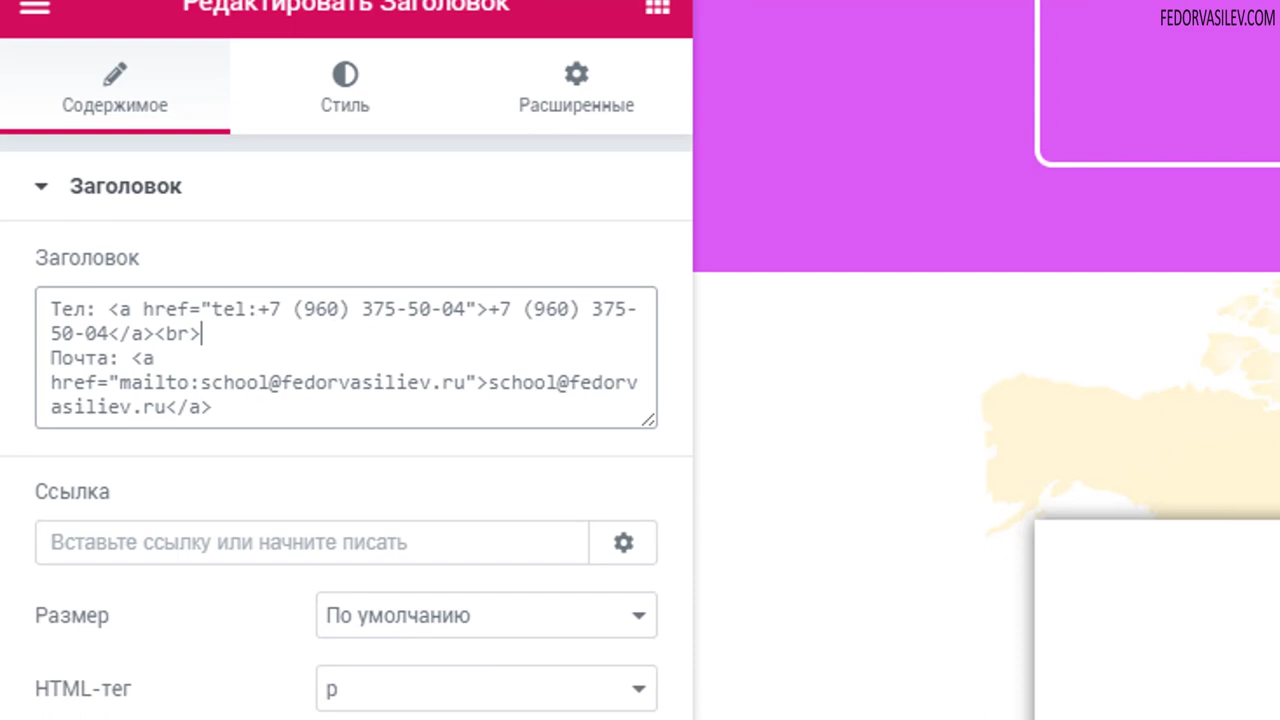 Редактировать Заголовок
FEDORVASILEV.COM
Содержимое
Стиль
Расширенные
Заголовок
Заголовок
Тел: <a href="tel:+7 (960) 375-50-04">+7 (960) 375-
50-04</a><br>
Почта: <a
href="mailto:school@fedorvasiliev.ru">school@fedorv
asiliev.ru</a>
Ссылка
Вставьте ссылку или начните писать
Размер
По умолчанию
HTML-тег
p